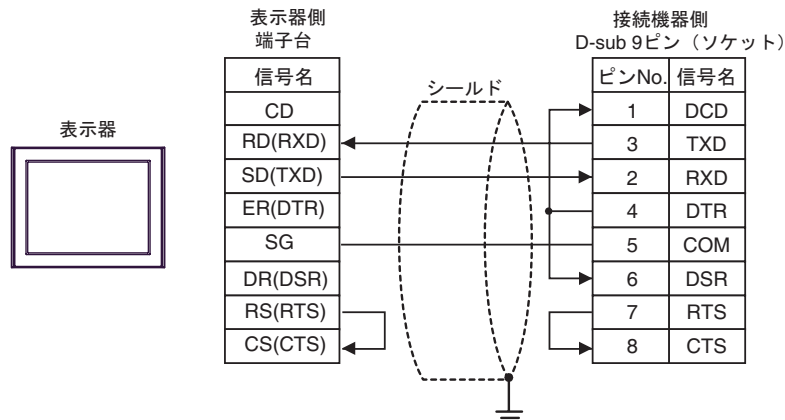 表示器
表示器側
端子台
信号名
CD
RD(RXD)
SD(TXD)
ER(DTR)
SG
DR(DSR)
RS(RTS)
CS(CTS)
シールド
接続機器側
D-sub 9ピン（ソケット）
ピンNo. 信号名
1 DCD
3 TXD
2 RXD
4 DTR
5 COM
6 DSR
7 RTS
8 CTS